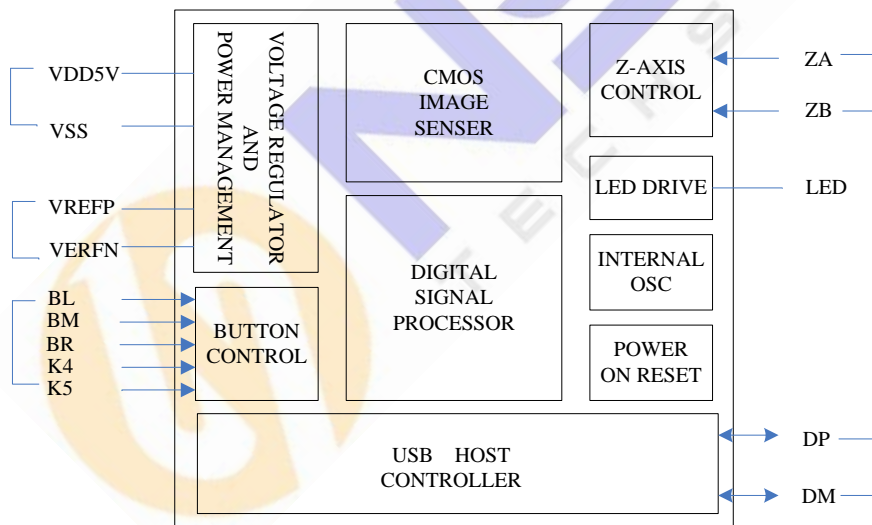 VDD5V
VSS
VREFP
VERFN
BL
BM
BR
K4
K5
VOLTAGE REGULATOR
AND
POWER MANAGEMENT
BUTTON
CONTROL
CMOS
IMAGE
SENSER
DIGITAL
SIGNAL
PROCESSOR
Z-AXIS
CONTROL
LED DRIVE
INTERNAL
OSC
POWER
ON RESET
USB HOST
CONTROLLER
ZA
ZB
LED
DP
DM
TECHS